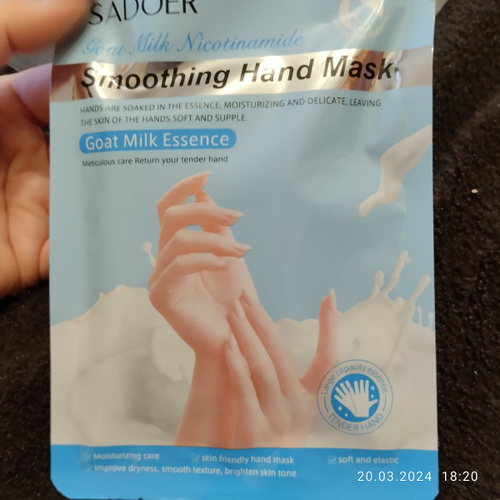 SADOER
Goat Milk Nicotinamide
Smoothing Hand Mask
HANDS ARE SOAKED IN THE ESSENCE, MOISTURIZING AND DELICATE, LEAVING
THE SKIN OF THE HANDS SOFT AND SUPPLE.
Goat Milk Essence
Meticulous care Return your tender hand
Large capacity essence
TENDER HAND
Moisturizing care skin friendly hand mask soft and elastic
Improve dryness, smooth texture, brighten skin tone
20.03.2024 18:20